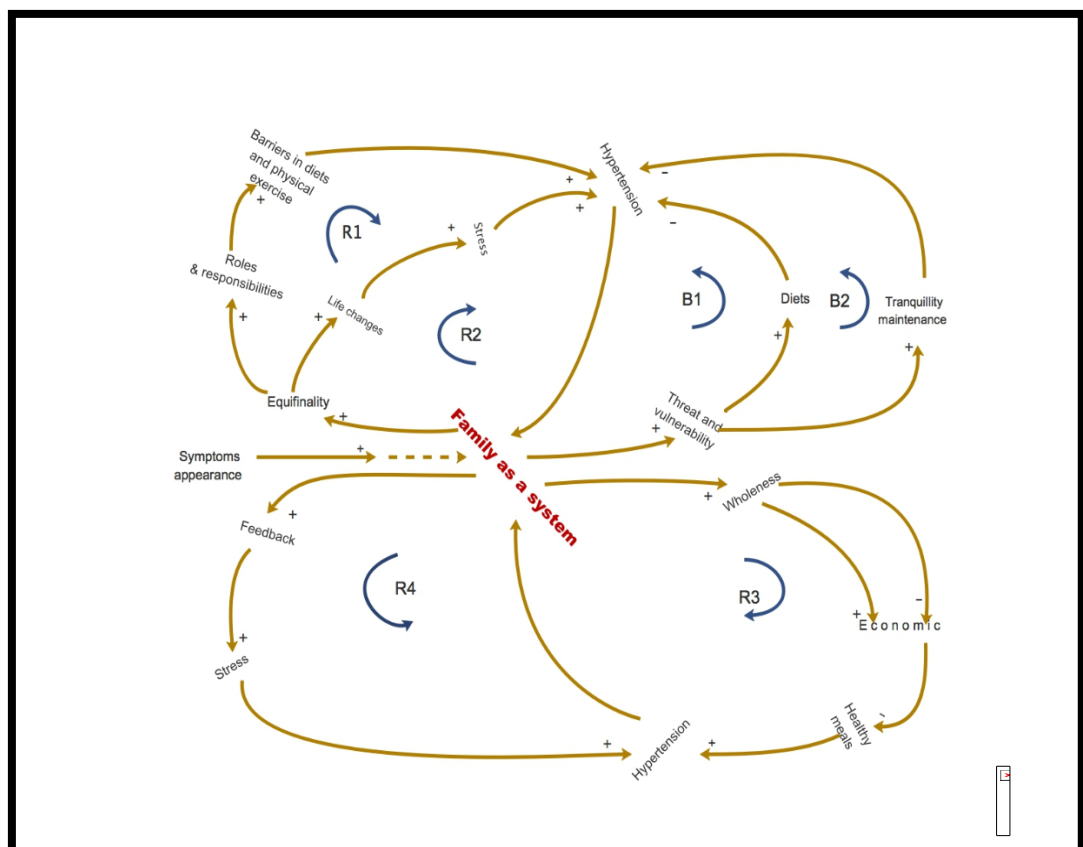 Barriers in diets
and physical
exercise
+
Hypertension
+
+
-
-
R1
+
Stress
Roles
& responsibilities
+
Life changes
+
R2
B1
Diets
B2
Tranquillity
maintenance
+
+
Equifinality
+
Family as a system
Threat and
vulnerability
+
Symptoms
appearance
+
Wholeness
+
Feedback
+
R4
R3
-
+
Economic
+
Stress
Healthy
meals
-
+
Hypertension
+